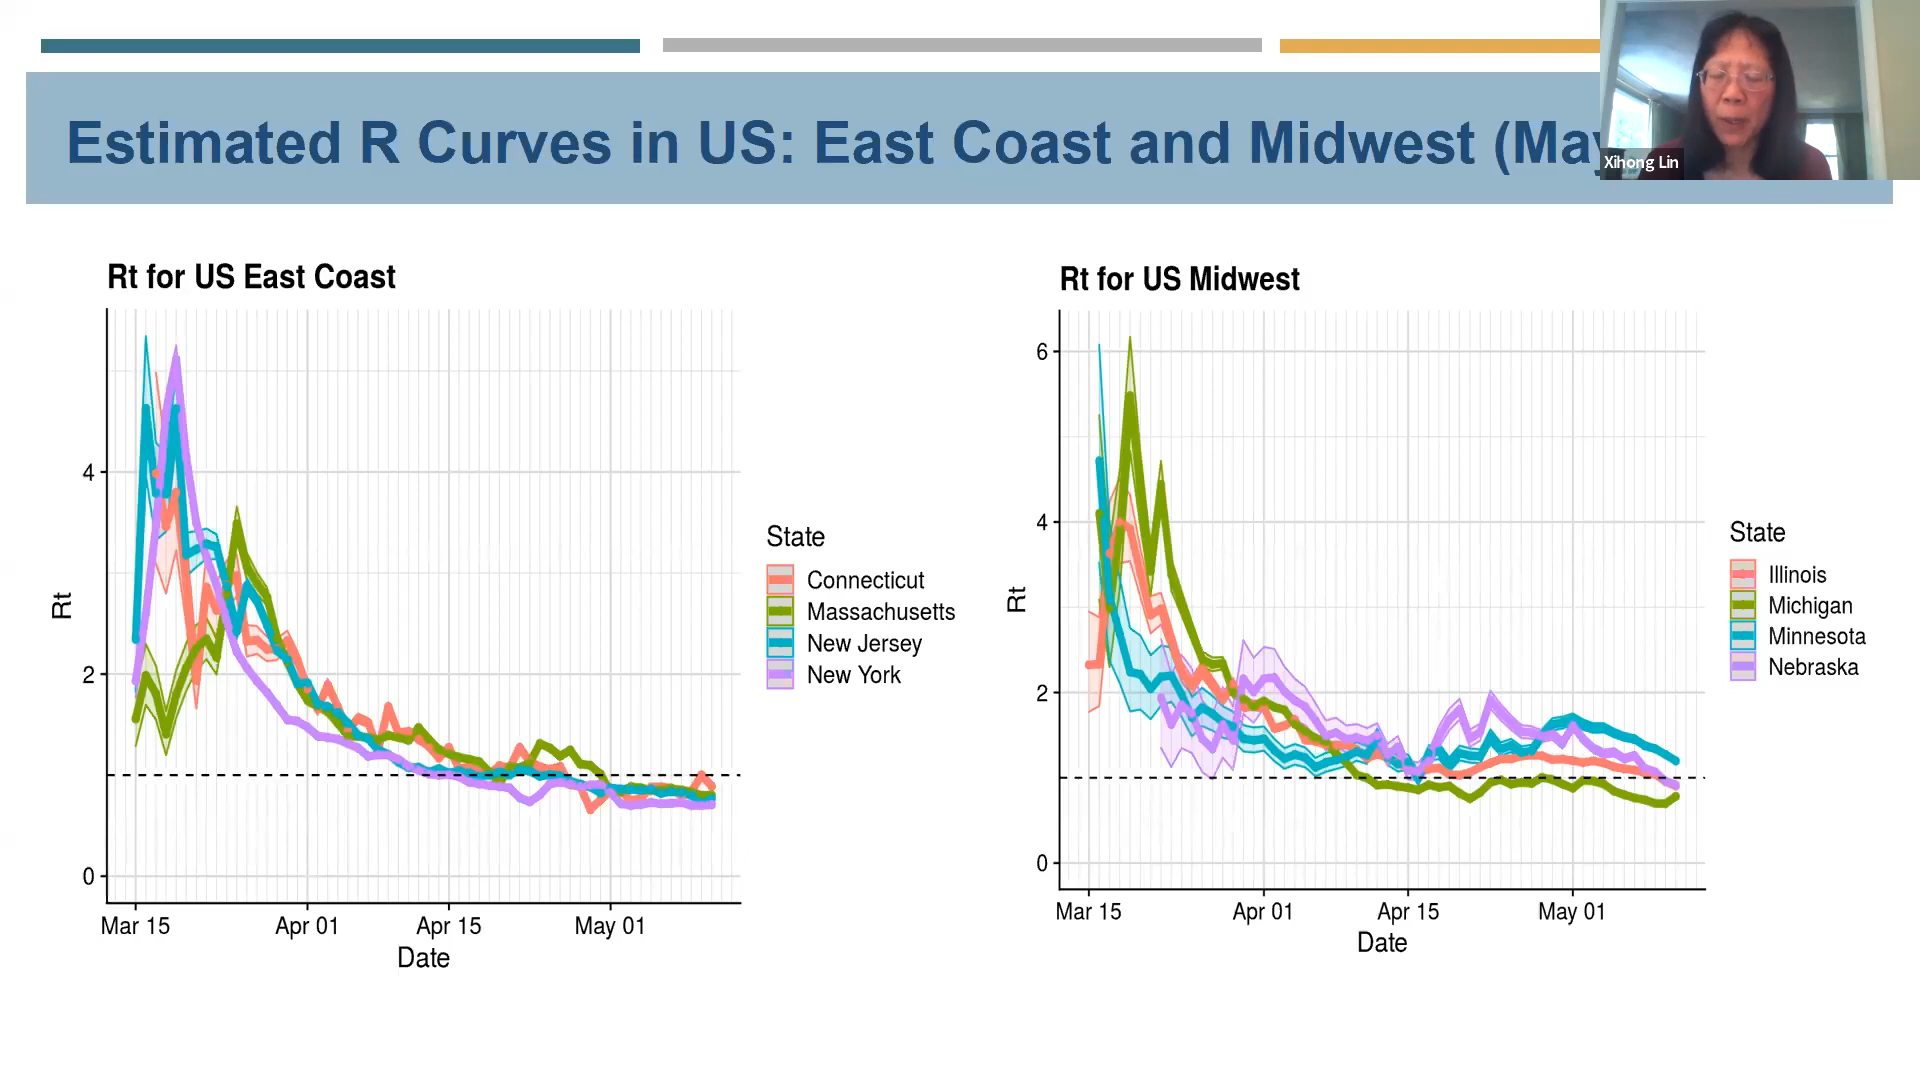 Estimated R Curves in US: East Coast and Midwest (May
Xihong Lin
Rt for US East Coast
Rt
4
2
0
Mar 15
Apr 01
Apr 15
May 01
Date
State
Connecticut
Massachusetts
New Jersey
New York
Rt for US Midwest
Rt
6
4
2
0
Mar 15
Apr 01
Apr 15
May 01
Date
State
Illinois
Michigan
Minnesota
Nebraska